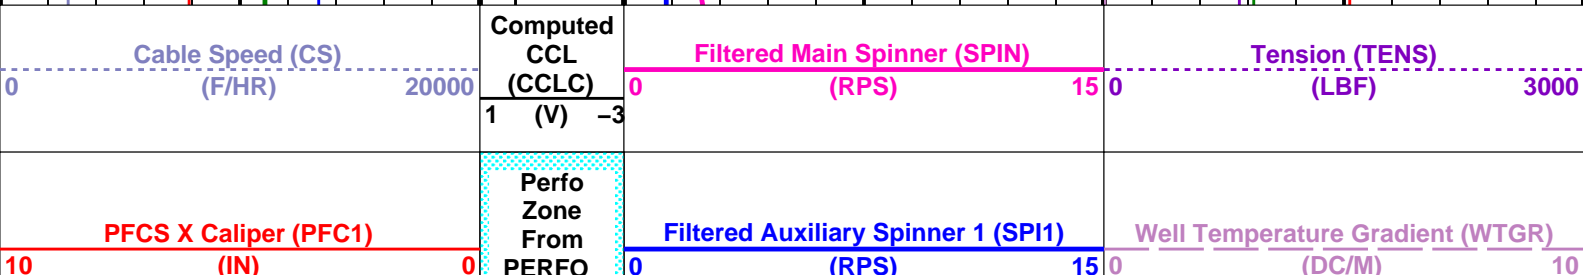 Cable Speed (CS)
0 (F/HR) 20000
Computed
CCL
(CCLC)
1 (V) −3
Filtered Main Spinner (SPIN)
0 (RPS) 15
Tension (TENS)
0 (LBF) 3000
PFCS X Caliper (PFC1)
10 (IN) 0
Perfo
Zone
From
PERFO
Filtered Auxiliary Spinner 1 (SPI1)
0 (RPS) 15
Well Temperature Gradient (WTGR)
0 (DC/M) 10